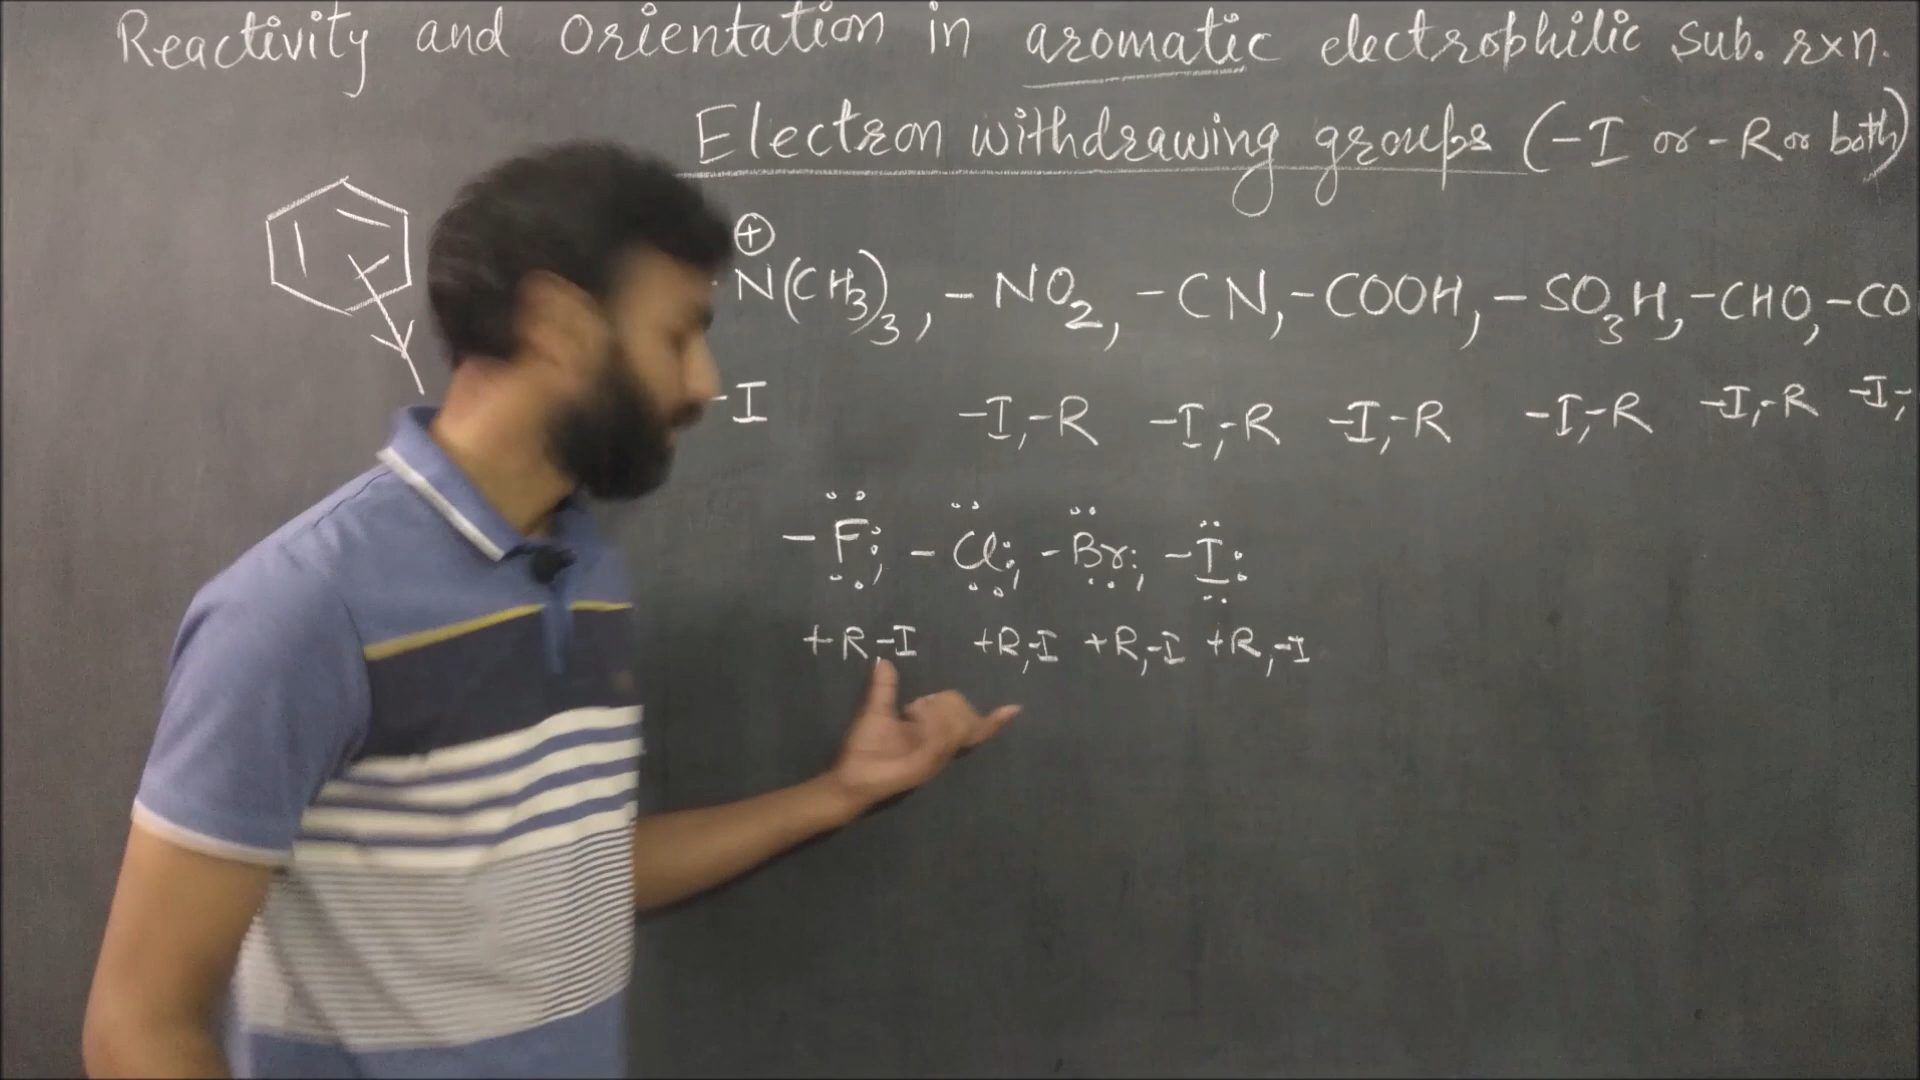 Reactivity and Orientation in aromatic electrophilic sub. rxn.
Electron withdrawing groups (-I or -R or both)
⊕
N(CH3)3, -NO2, -CN, -COOH, -SO3H, -CHO, -CO
-I -I,-R -I,-R -I,-R -I,-R -I,-R -I,-
-F:, -Cl:, -Br:, -I:
+R,-I +R,-I +R,-I +R,-I